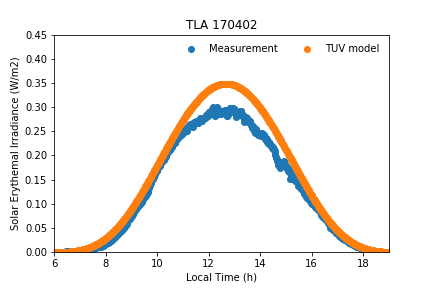 TLA 170402
Measurement
TUV model
Solar Erythemal Irradiance (W/m2)
0.45
0.40
0.35
0.30
0.25
0.20
0.15
0.10
0.05
0.00
6 8 10 12 14 16 18
Local Time (h)